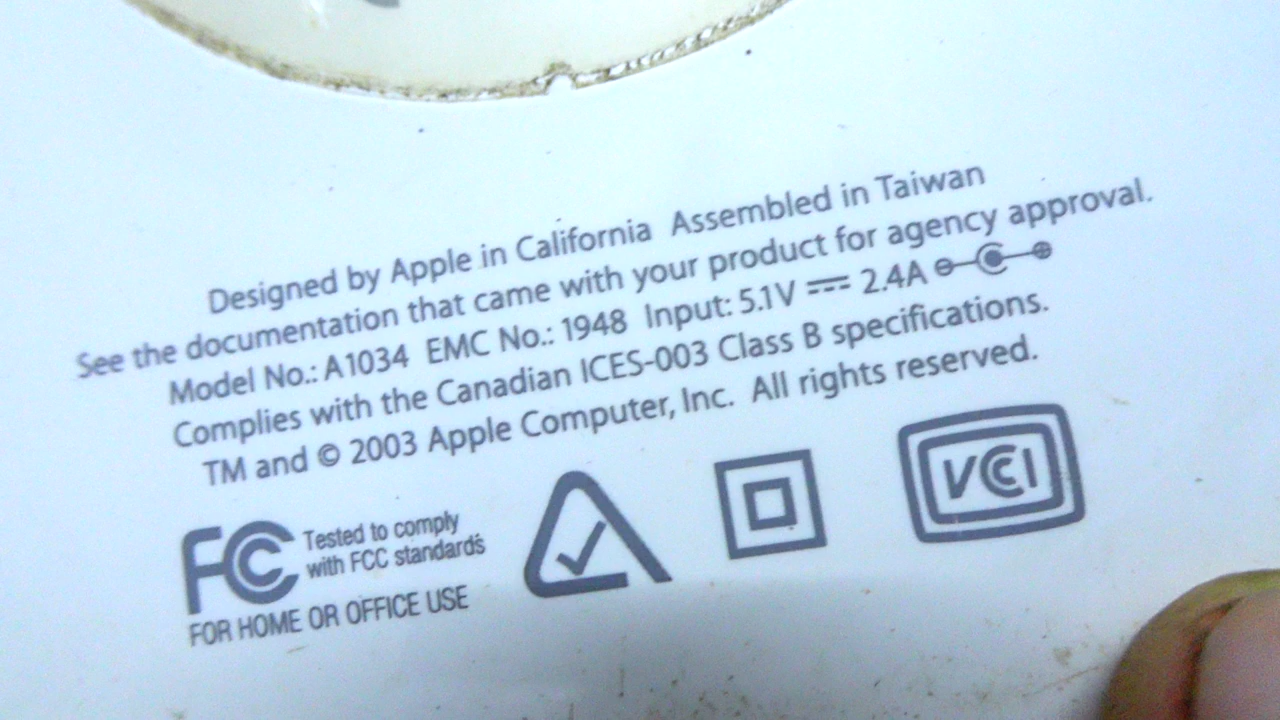 Designed by Apple in California Assembled in Taiwan
See the documentation that came with your product for agency approval.
Model No.: A1034 EMC No.: 1948 Input: 5.1V ⎓ 2.4A
Complies with the Canadian ICES-003 Class B specifications.
TM and © 2003 Apple Computer, Inc. All rights reserved.
FC Tested to comply
with FCC standards
FOR HOME OR OFFICE USE
VCCI